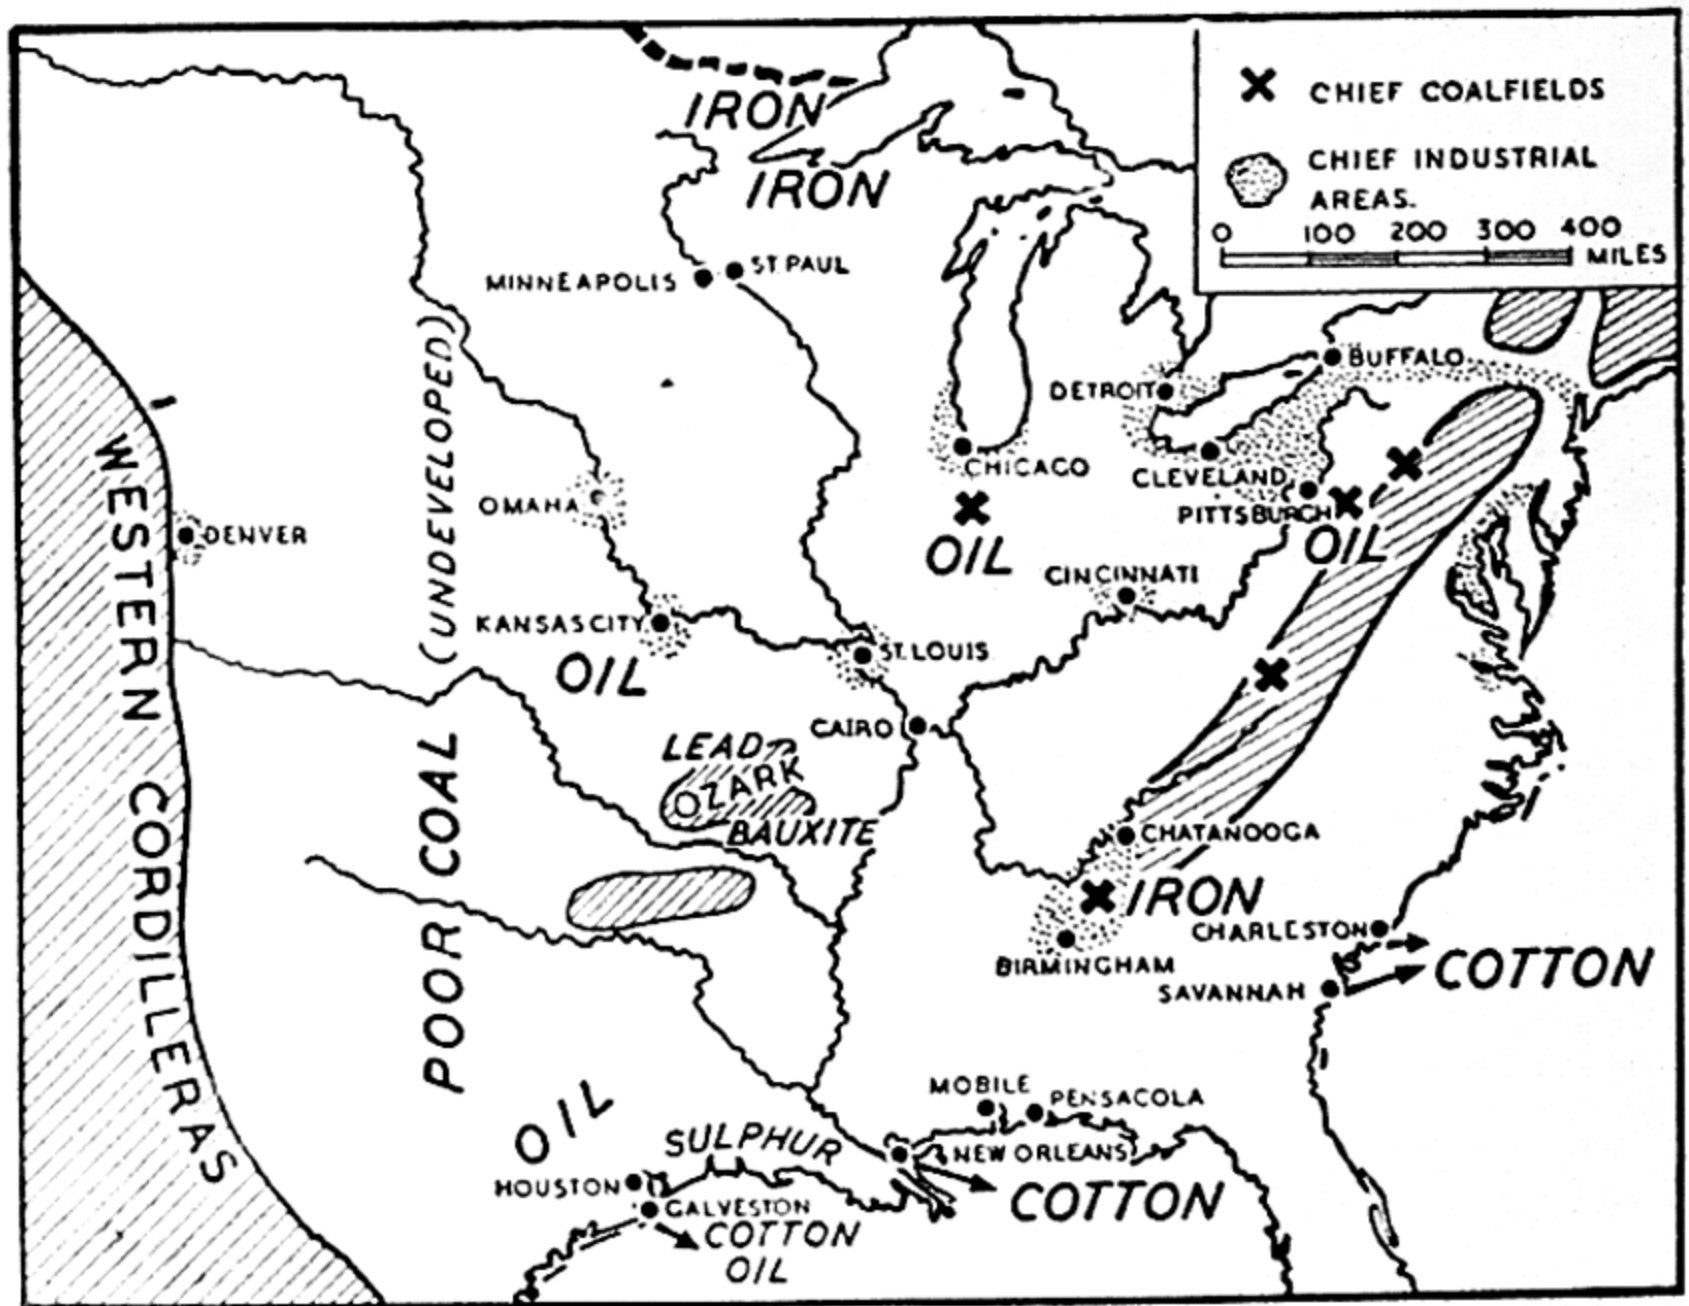 CHIEF COALFIELDS
CHIEF INDUSTRIAL
AREAS.
0 100 200 300 400
MILES
IRON
IRON
MINNEAPOLIS
ST. PAUL
BUFFALO
DETROIT
(UNDEVELOPED)
CHICAGO
CLEVELAND
OMAHA
PITTSBURGH
DENVER
OIL
OIL
CINCINNATI
WESTERN CORDILLERAS
KANSAS CITY
ST. LOUIS
OIL
CAIRO
LEAD
OZARK
BAUXITE
POOR COAL
CHATANOOGA
IRON
CHARLESTON
BIRMINGHAM
COTTON
SAVANNAH
MOBILE
PENSACOLA
OIL
SULPHUR
NEW ORLEANS
HOUSTON
COTTON
GALVESTON
COTTON
OIL